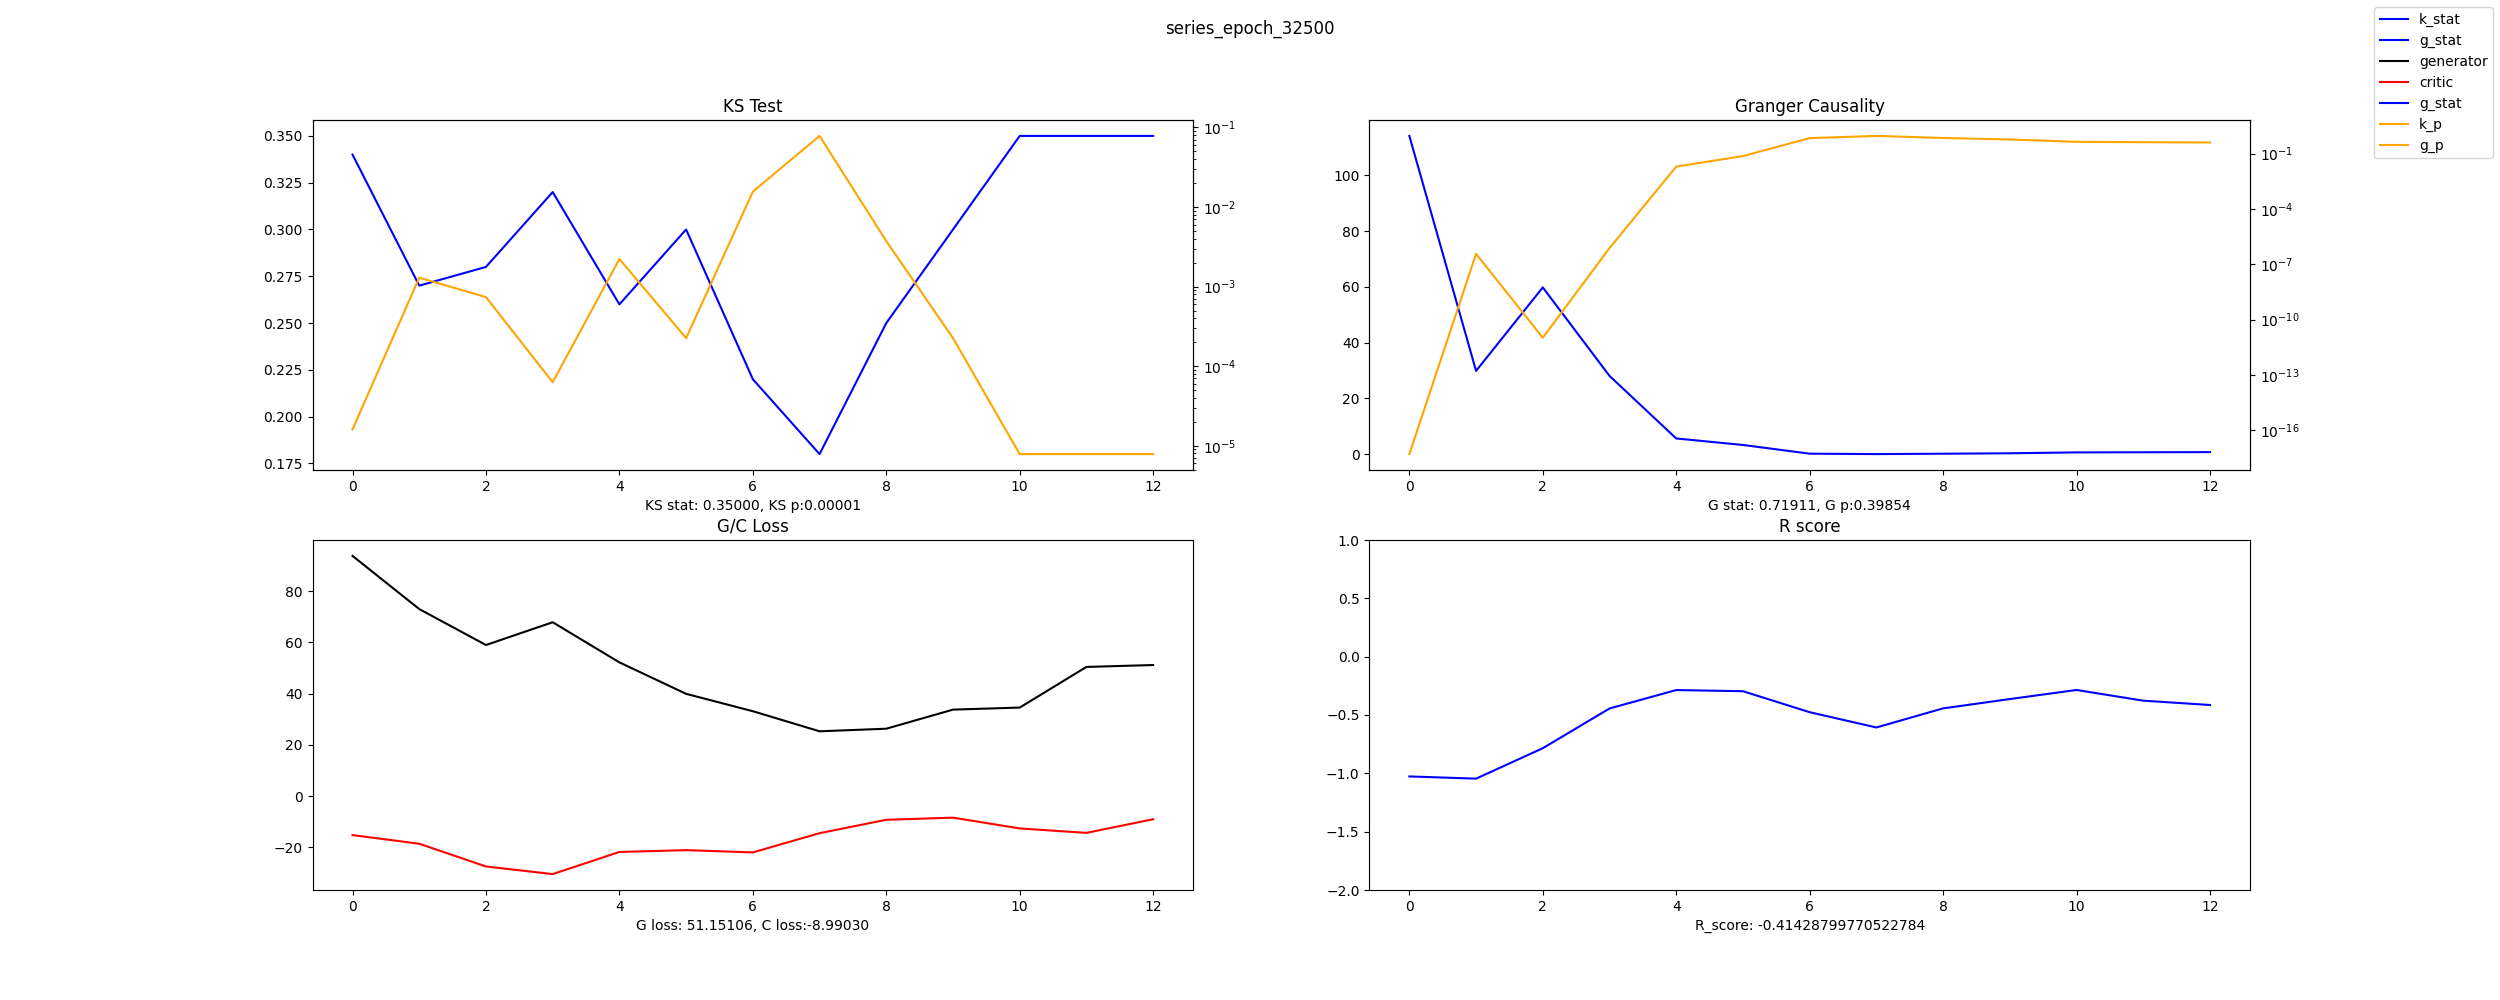 series_epoch_32500
k_stat
g_stat
generator
critic
g_stat
k_p
g_p
KS Test
0.350
0.325
0.300
0.275
0.250
0.225
0.200
0.175
10⁻¹
10⁻²
10⁻³
10⁻⁴
10⁻⁵
0 2 4 6 8 10 12
KS stat: 0.35000, KS p:0.00001
Granger Causality
100
80
60
40
20
0
10⁻¹
10⁻⁴
10⁻⁷
10⁻¹⁰
10⁻¹³
10⁻¹⁶
0 2 4 6 8 10 12
G stat: 0.71911, G p:0.39854
G/C Loss
80
60
40
20
0
−20
0 2 4 6 8 10 12
G loss: 51.15106, C loss:-8.99030
R score
1.0
0.5
0.0
−0.5
−1.0
−1.5
−2.0
0 2 4 6 8 10 12
R_score: -0.41428799770522784